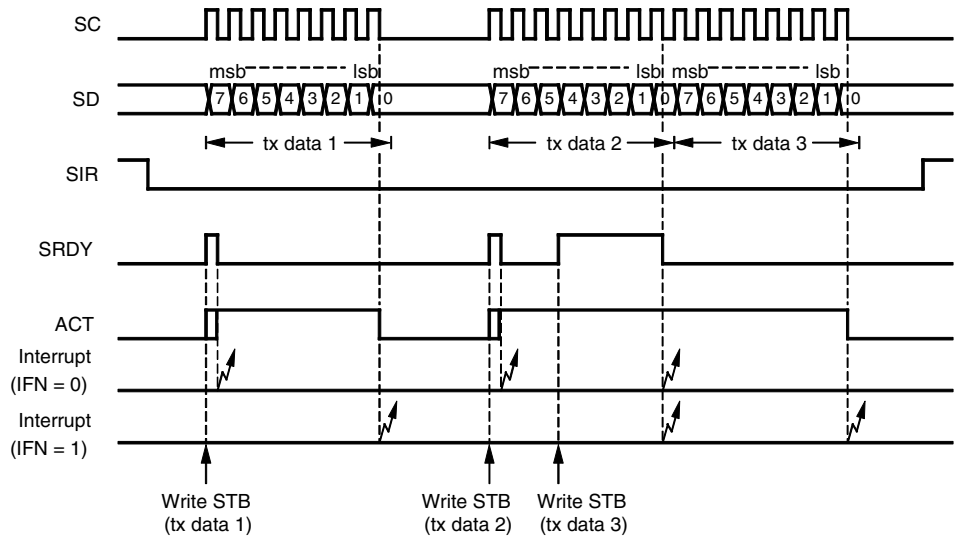 SC
msb lsb msb lsb msb lsb
SD 7 6 5 4 3 2 1 0 7 6 5 4 3 2 1 0 7 6 5 4 3 2 1 0
tx data 1 tx data 2 tx data 3
SIR
SRDY
ACT
Interrupt
(IFN = 0)
Interrupt
(IFN = 1)
Write STB Write STB Write STB
(tx data 1) (tx data 2) (tx data 3)